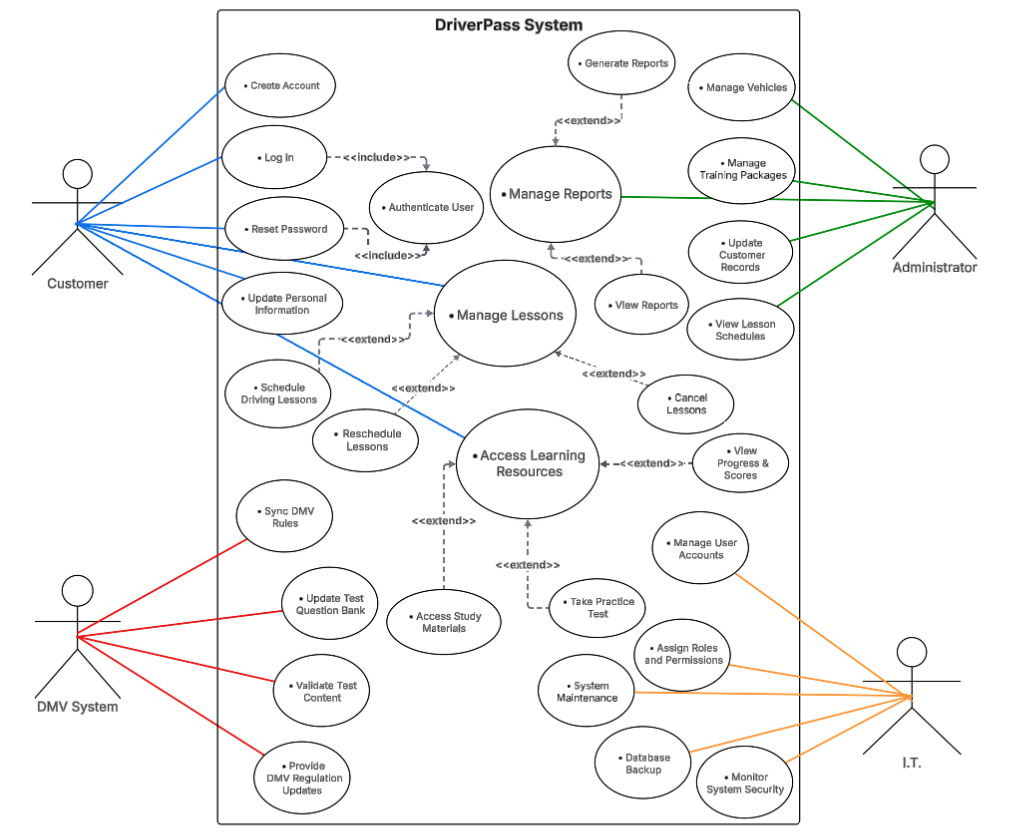 DriverPass System
• Generate Reports
• Create Account
• Manage Vehicles
<<extend>>
• Log In
<<include>>
• Manage
Training Packages
• Manage Reports
• Authenticate User
• Reset Password
<<include>>
<<extend>>
• Update
Customer
Records
Customer
Administrator
• Update Personal
Information
• View Reports
• Manage Lessons
• View Lesson
Schedules
<<extend>>
<<extend>>
<<extend>>
• Schedule
Driving Lessons
• Cancel
Lessons
• Reschedule
Lessons
• Access Learning
Resources
<<extend>>
• View
Progress &
Scores
• Sync DMV
Rules
<<extend>>
• Manage User
Accounts
<<extend>>
• Update Test
Question Bank
• Access Study
Materials
• Take Practice
Test
• Assign Roles
and Permissions
• Validate Test
Content
• System
Maintenance
DMV System
• Provide
DMV Regulation
Updates
• Database
Backup
• Monitor
System Security
I.T.